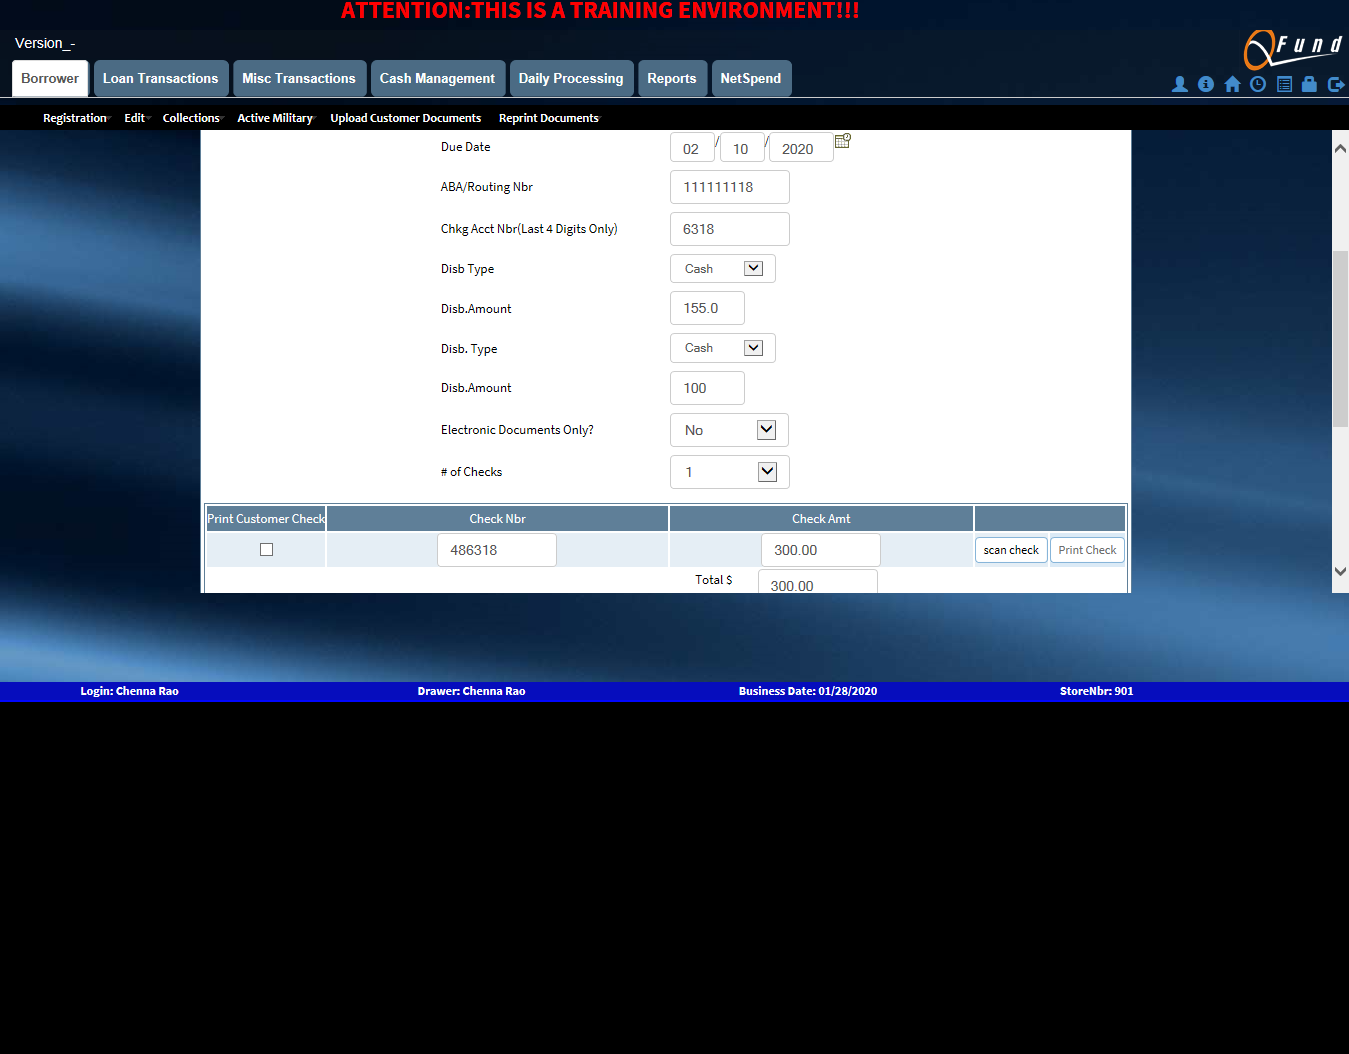 ATTENTION:THIS IS A TRAINING ENVIRONMENT!!!
Version_-
QFund
Borrower Loan Transactions Misc Transactions Cash Management Daily Processing Reports NetSpend
Registration Edit Collections Active Military Upload Customer Documents Reprint Documents
Due Date 02 / 10 / 2020
ABA/Routing Nbr 111111118
Chkg Acct Nbr(Last 4 Digits Only) 6318
Disb Type Cash
Disb.Amount 155.0
Disb. Type Cash
Disb.Amount 100
Electronic Documents Only? No
# of Checks 1
Print Customer Check Check Nbr Check Amt
486318 300.00 scan check Print Check
Total $ 300.00
Login: Chenna Rao Drawer: Chenna Rao Business Date: 01/28/2020 StoreNbr: 901